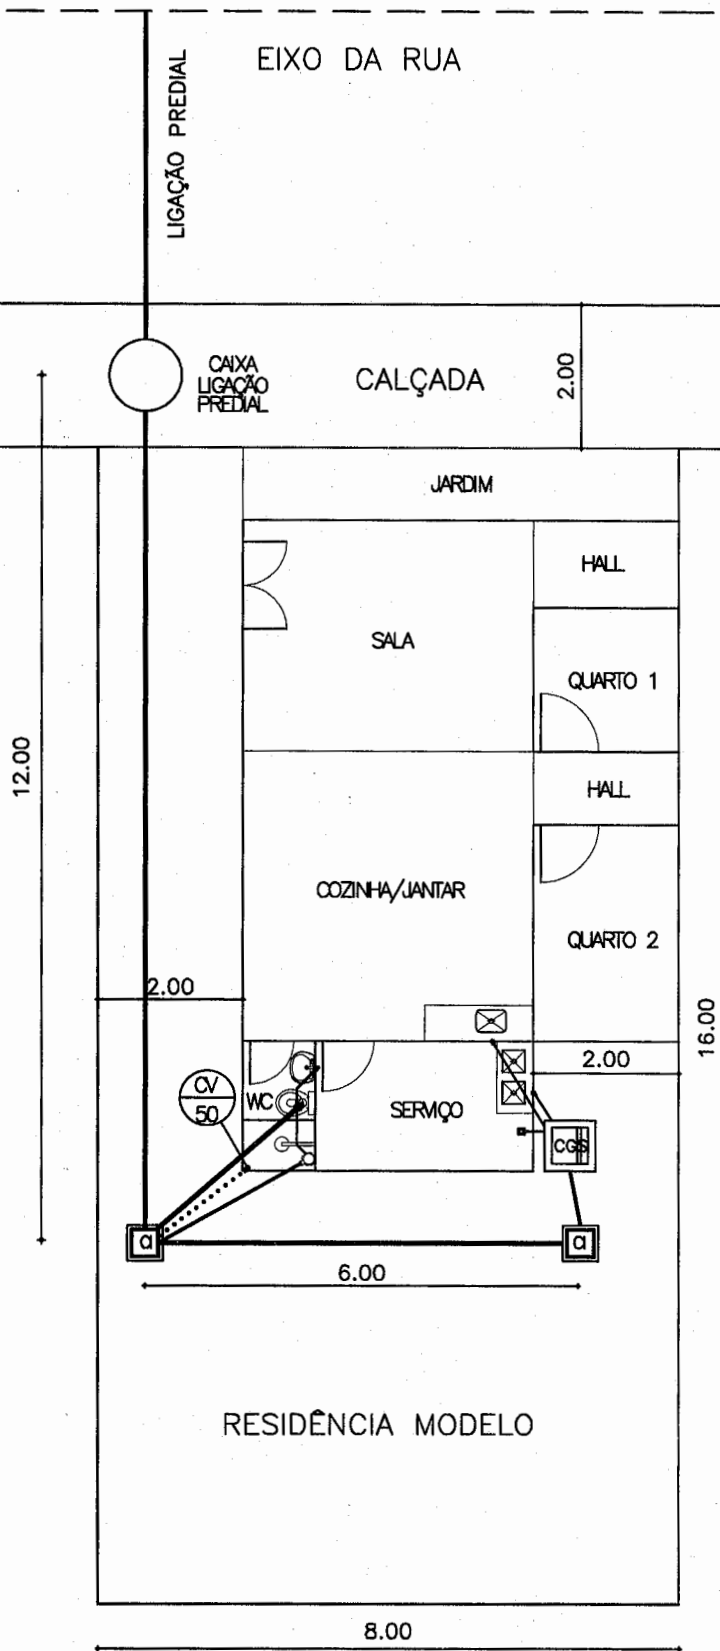 EIXO DA RUA
LIGAÇÃO PREDIAL
CAIXA
LIGAÇÃO
PREDIAL
CALÇADA
2.00
JARDIM
HALL
SALA
QUARTO 1
12.00
HALL
COZINHA/JANTAR
QUARTO 2
2.00
16.00
2.00
CV
50
WC
SERVIÇO
CGS
a
a
6.00
RESIDÊNCIA MODELO
8.00